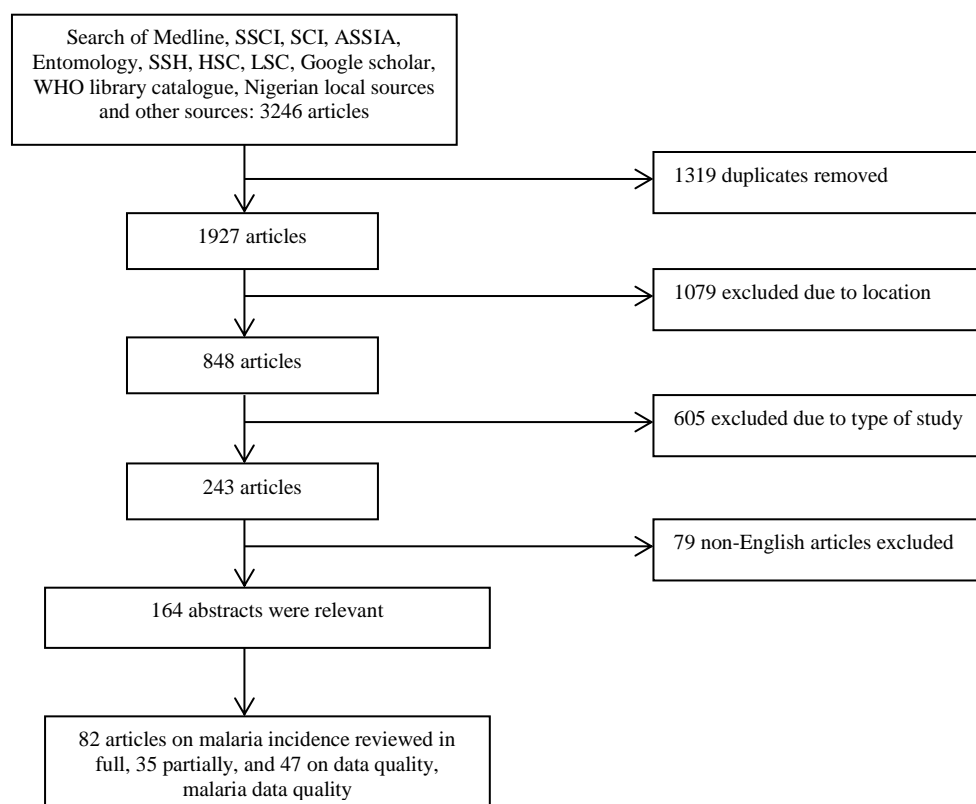 Search of Medline, SSCI, SCI, ASSIA,
Entomology, SSH, HSC, LSC, Google scholar,
WHO library catalogue, Nigerian local sources
and other sources: 3246 articles
1319 duplicates removed
1927 articles
1079 excluded due to location
848 articles
605 excluded due to type of study
243 articles
79 non-English articles excluded
164 abstracts were relevant
82 articles on malaria incidence reviewed in
full, 35 partially, and 47 on data quality,
malaria data quality